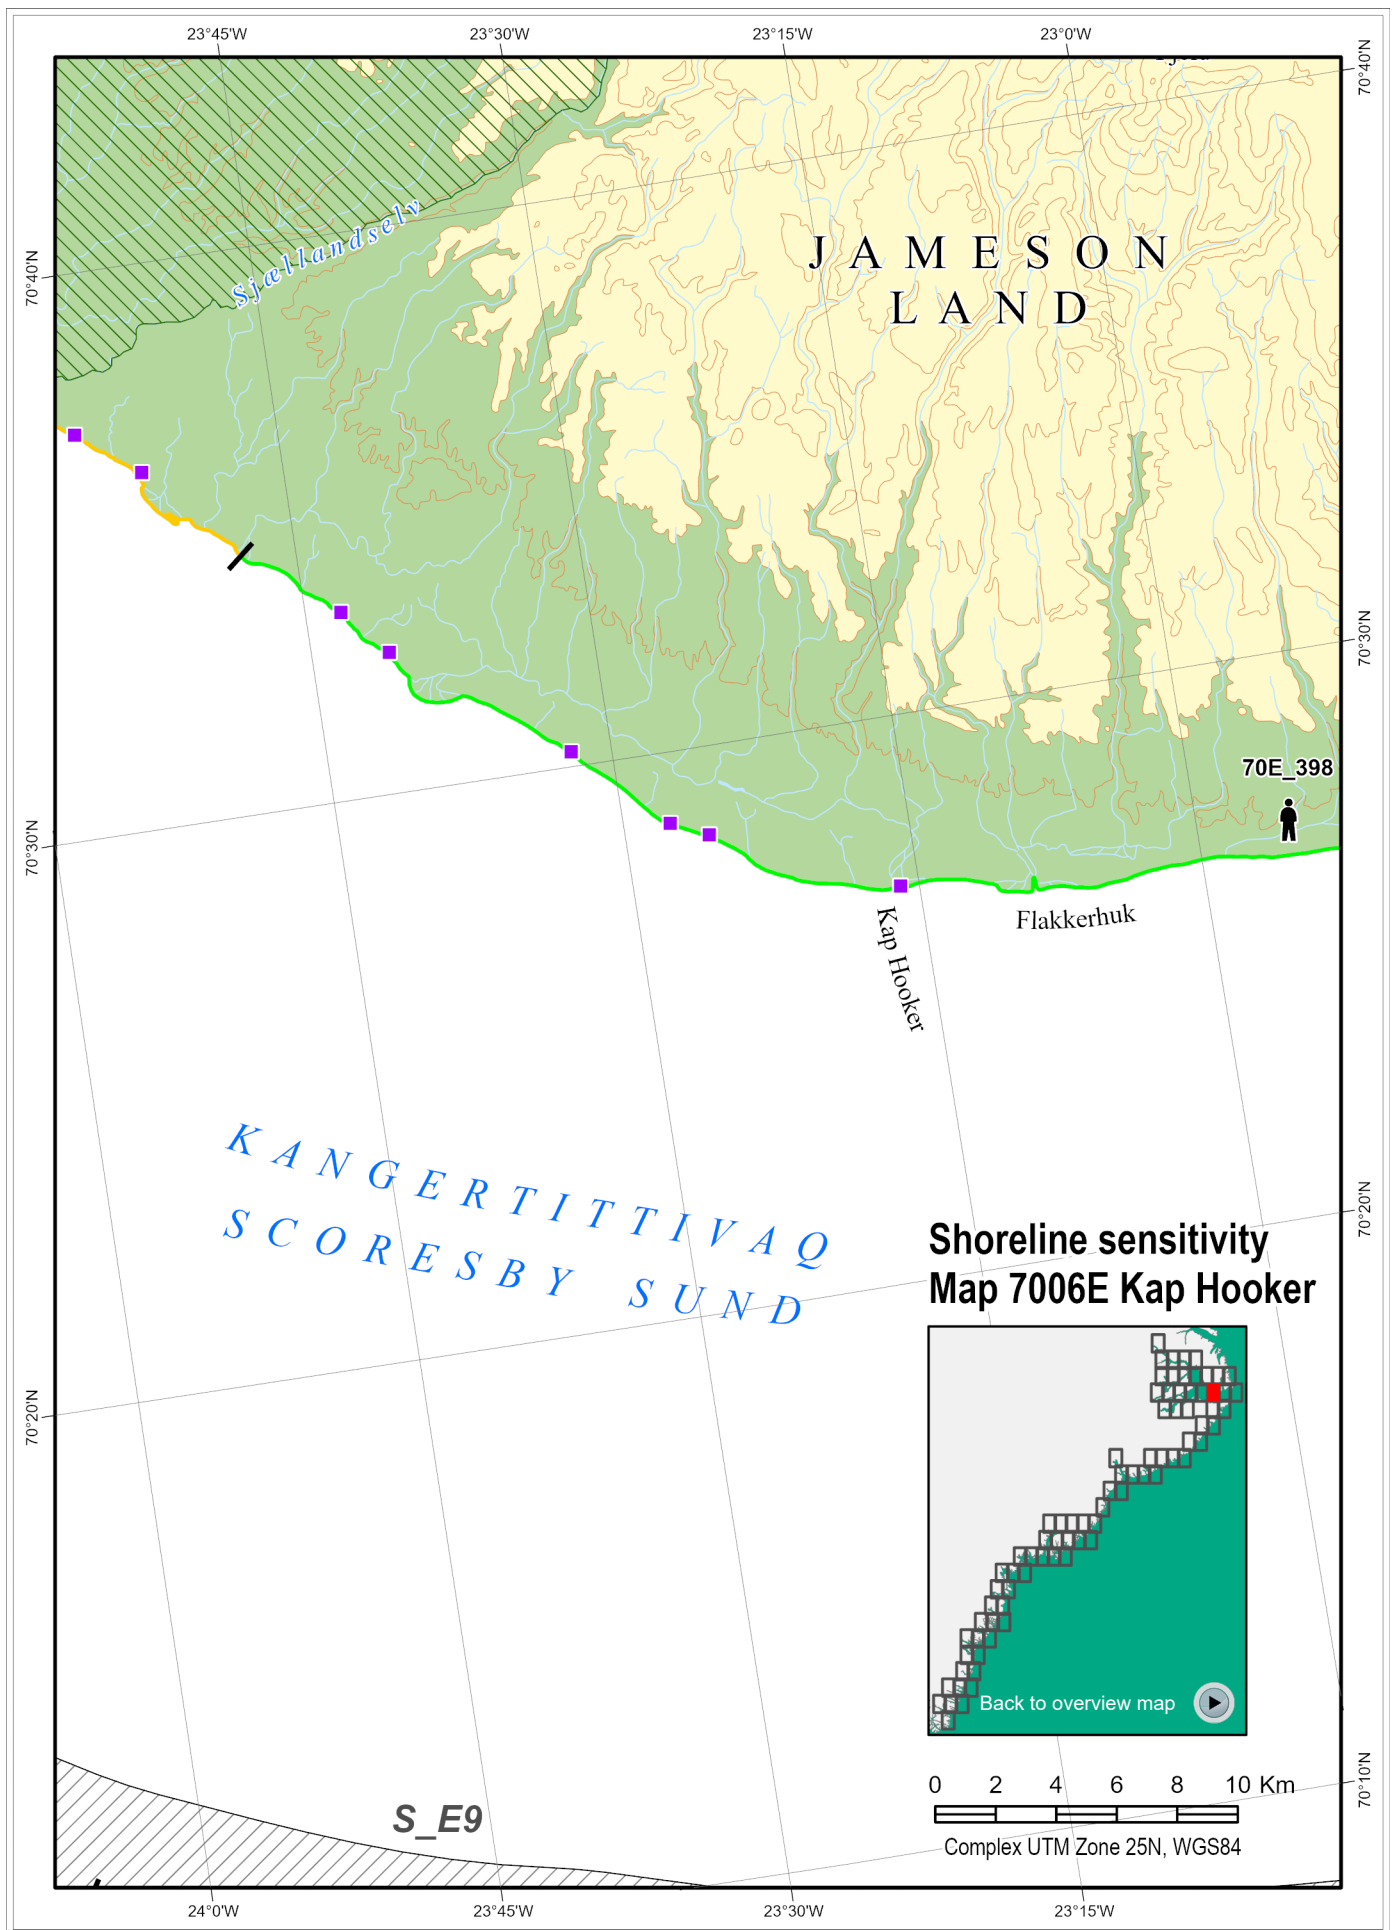 23°45'W 23°30'W 23°15'W 23°0'W
70°40'N
70°40'N
Sjællandselv
JAMESON
LAND
70°30'N
70E_398
70°30'N
Kap Hooker
Flakkerhuk
KANGERTITTIVAQ
SCORESBY SUND
70°20'N
Shoreline sensitivity
Map 7006E Kap Hooker
70°20'N
Back to overview map
70°10'N
0 2 4 6 8 10 Km
S_E9
Complex UTM Zone 25N, WGS84
24°0'W 23°45'W 23°30'W 23°15'W